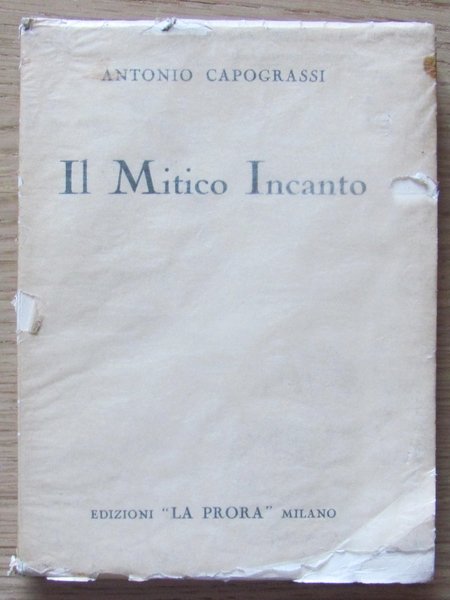 ANTONIO CAPOGRASSI
Il Mitico Incanto
EDIZIONI "LA PRORA" MILANO